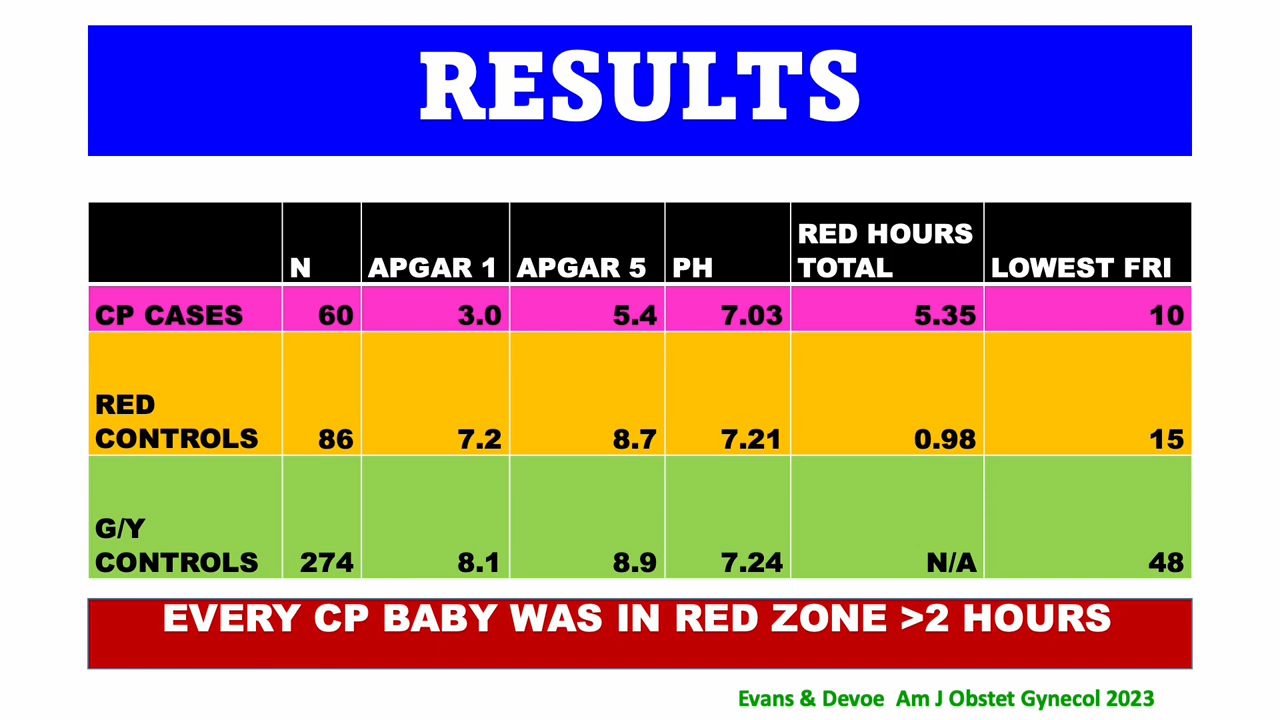 RESULTS
N APGAR 1 APGAR 5 PH RED HOURS TOTAL LOWEST FRI
CP CASES 60 3.0 5.4 7.03 5.35 10
RED CONTROLS 86 7.2 8.7 7.21 0.98 15
G/Y CONTROLS 274 8.1 8.9 7.24 N/A 48
EVERY CP BABY WAS IN RED ZONE >2 HOURS
Evans & Devoe Am J Obstet Gynecol 2023